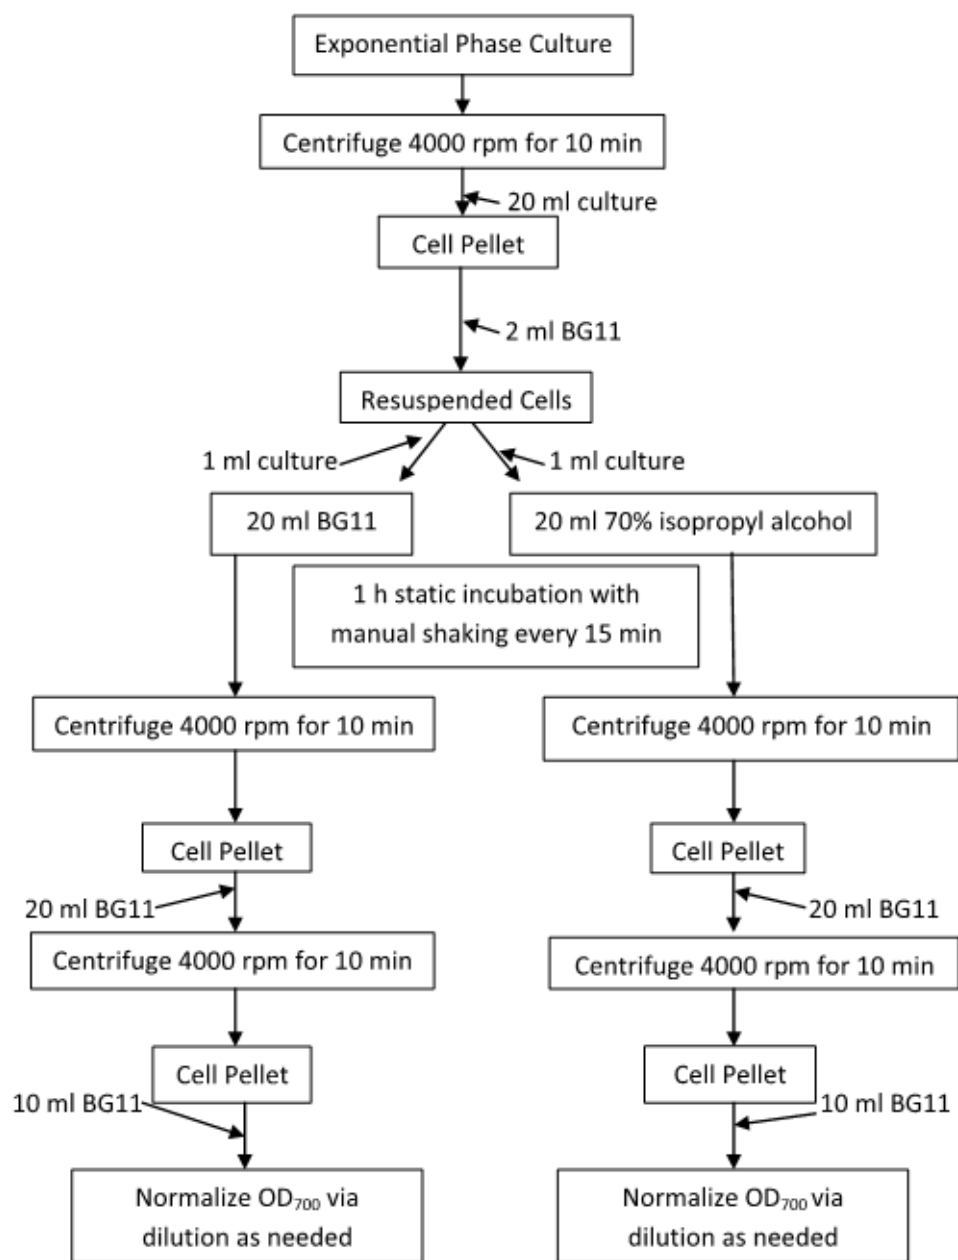 Exponential Phase Culture
Centrifuge 4000 rpm for 10 min
20 ml culture
Cell Pellet
2 ml BG11
Resuspended Cells
1 ml culture
1 ml culture
20 ml BG11
20 ml 70% isopropyl alcohol
1 h static incubation with
manual shaking every 15 min
Centrifuge 4000 rpm for 10 min
Centrifuge 4000 rpm for 10 min
Cell Pellet
Cell Pellet
20 ml BG11
20 ml BG11
Centrifuge 4000 rpm for 10 min
Centrifuge 4000 rpm for 10 min
Cell Pellet
Cell Pellet
10 ml BG11
10 ml BG11
Normalize OD₇₀₀ via
dilution as needed
Normalize OD₇₀₀ via
dilution as needed